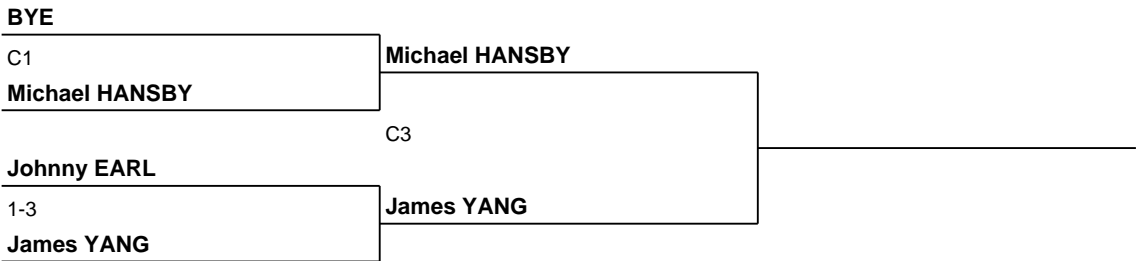 BYE
C1
Michael HANSBY
Michael HANSBY
C3
Johnny EARL
1-3
James YANG
James YANG